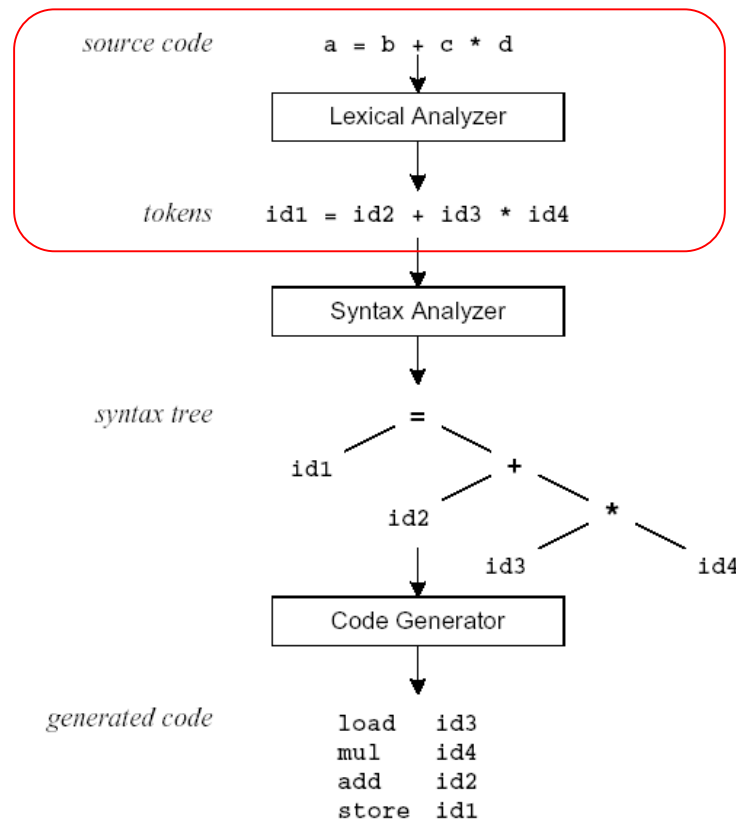 source code a = b + c * d
Lexical Analyzer
tokens id1 = id2 + id3 * id4
Syntax Analyzer
syntax tree =
id1
+
id2
*
id3 id4
Code Generator
generated code
load id3
mul id4
add id2
store id1